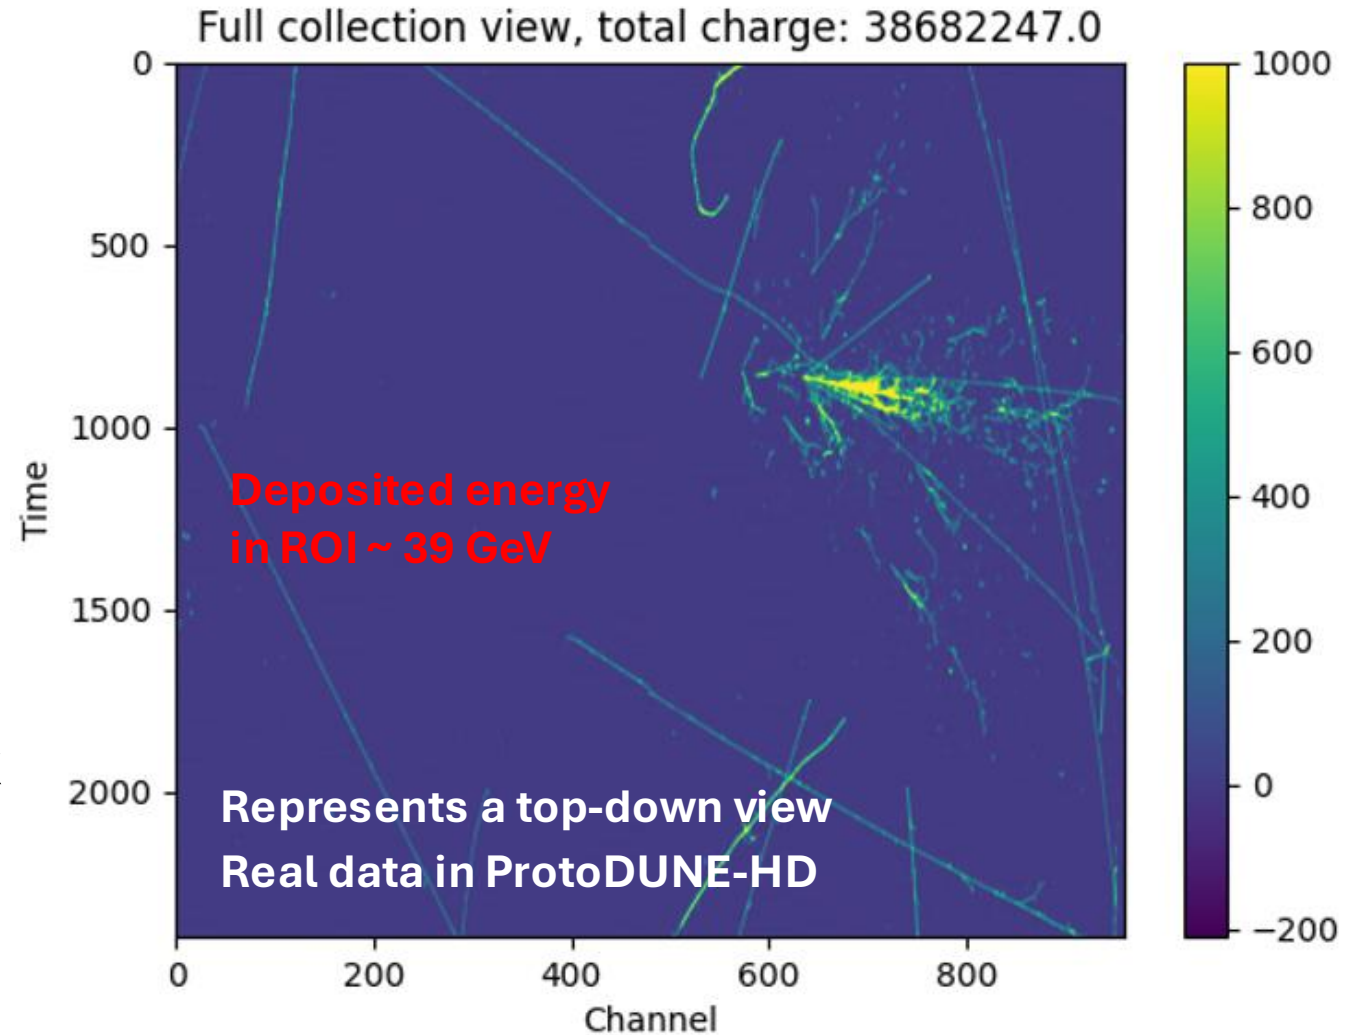 Full collection view, total charge: 38682247.0
0
500
1000
1500
2000
Time
Deposited energy
in ROI ~ 39 GeV
Represents a top-down view
Real data in ProtoDUNE-HD
0
200
400
600
800
Channel
1000
800
600
400
200
0
−200